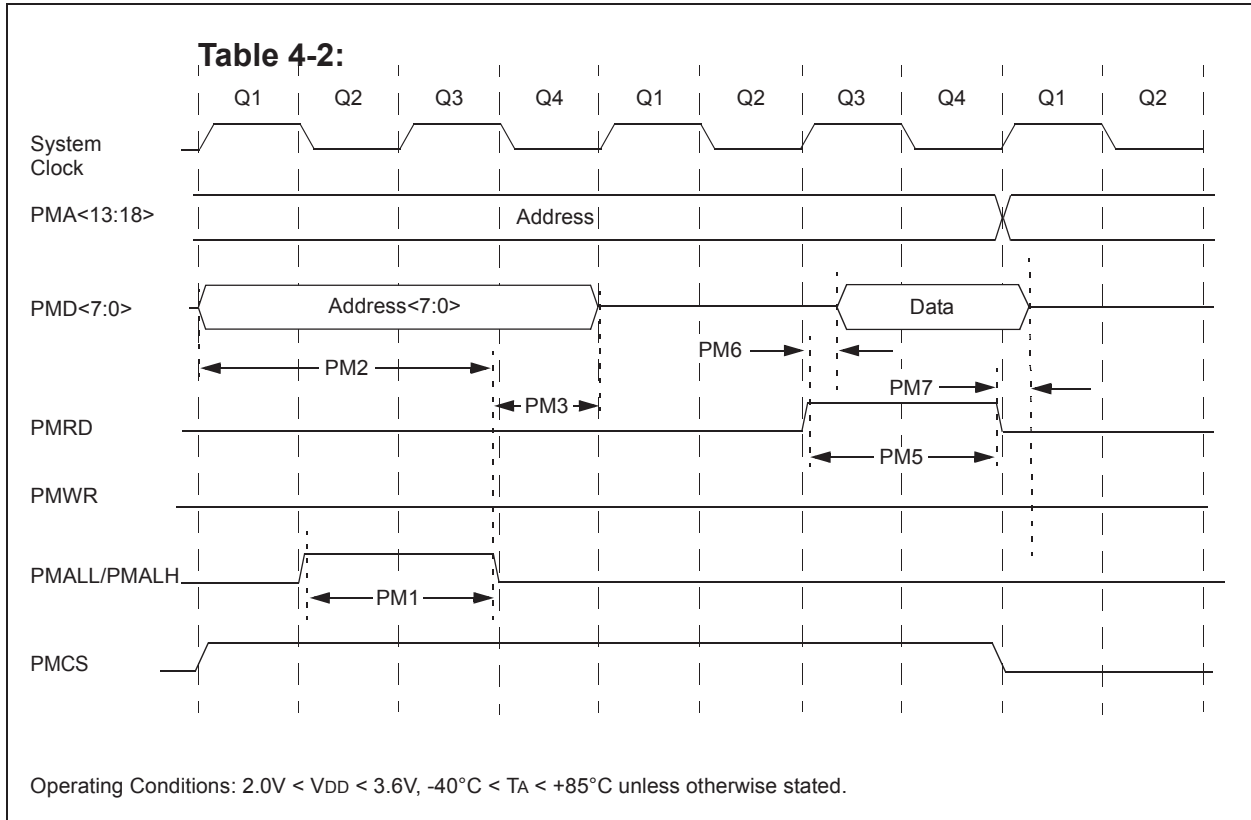 Table 4-2:
Q1 Q2 Q3 Q4 Q1 Q2 Q3 Q4 Q1 Q2
System
Clock
PMA<13:18>
Address
PMD<7:0>
Address<7:0>
Data
PM6
PM2
PM7
PM3
PMRD
PM5
PMWR
PMALL/PMALH
PM1
PMCS
Operating Conditions: 2.0V < VDD < 3.6V, -40°C < TA < +85°C unless otherwise stated.